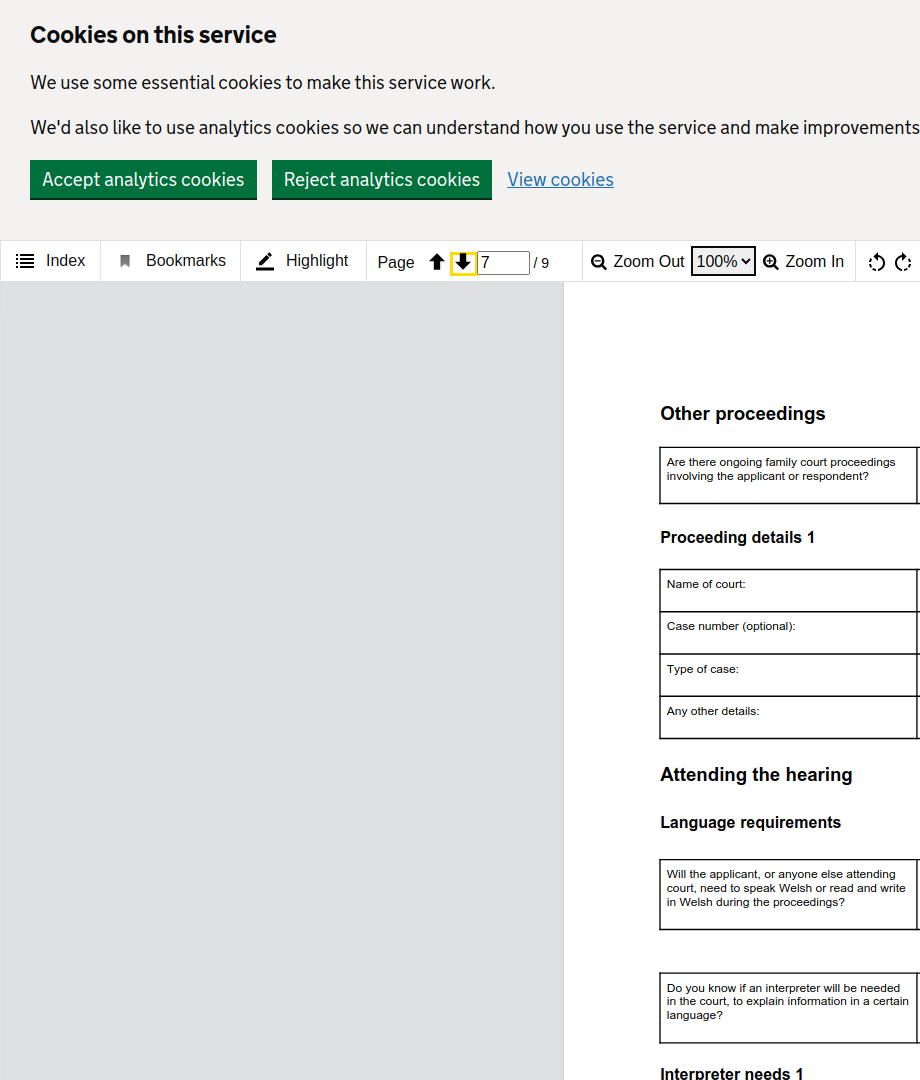 Cookies on this service
We use some essential cookies to make this service work.
We'd also like to use analytics cookies so we can understand how you use the service and make improvements
Accept analytics cookies Reject analytics cookies View cookies
Index Bookmarks Highlight Page 7 / 9 Zoom Out 100% Zoom In
Other proceedings
Are there ongoing family court proceedings
involving the applicant or respondent?
Proceeding details 1
Name of court:
Case number (optional):
Type of case:
Any other details:
Attending the hearing
Language requirements
Will the applicant, or anyone else attending
court, need to speak Welsh or read and write
in Welsh during the proceedings?
Do you know if an interpreter will be needed
in the court, to explain information in a certain
language?
Interpreter needs 1